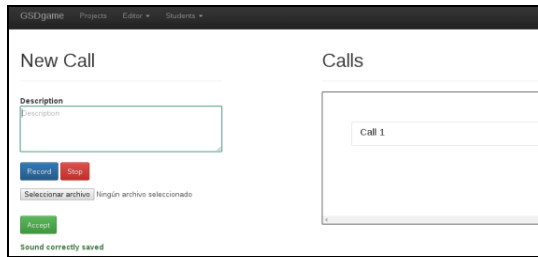 GSDgame Projects Editor Students
New Call
Description
Description
Record Stop
Seleccionar archivo Ningún archivo seleccionado
Accept
Sound correctly saved
Calls
Call 1